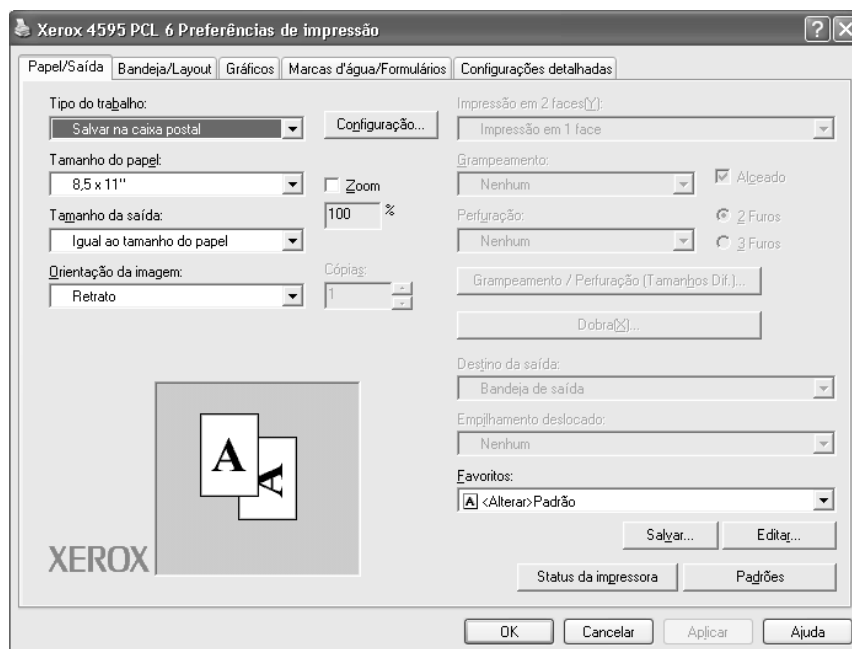 Xerox 4595 PCL 6 Preferências de impressão
Papel/Saída Bandeja/Layout Gráficos Marcas d'água/Formulários Configurações detalhadas
Tipo do trabalho:
Salvar na caixa postal
Configuração...
Tamanho do papel:
8,5 x 11"
Zoom
100 %
Tamanho da saída:
Igual ao tamanho do papel
Orientação da imagem:
Retrato
Cópias:
1
A
A
XEROX
Impressão em 2 faces(Y):
Impressão em 1 face
Grampeamento:
Nenhum
Alceado
Perfuração:
Nenhum
2 Furos
3 Furos
Grampeamento / Perfuração (Tamanhos Dif.)...
Dobra(X)...
Destino da saída:
Bandeja de saída
Empilhamento deslocado:
Nenhum
Favoritos:
A <Alterar>Padrão
Salvar... Editar...
Status da impressora Padrões
OK Cancelar Aplicar Ajuda